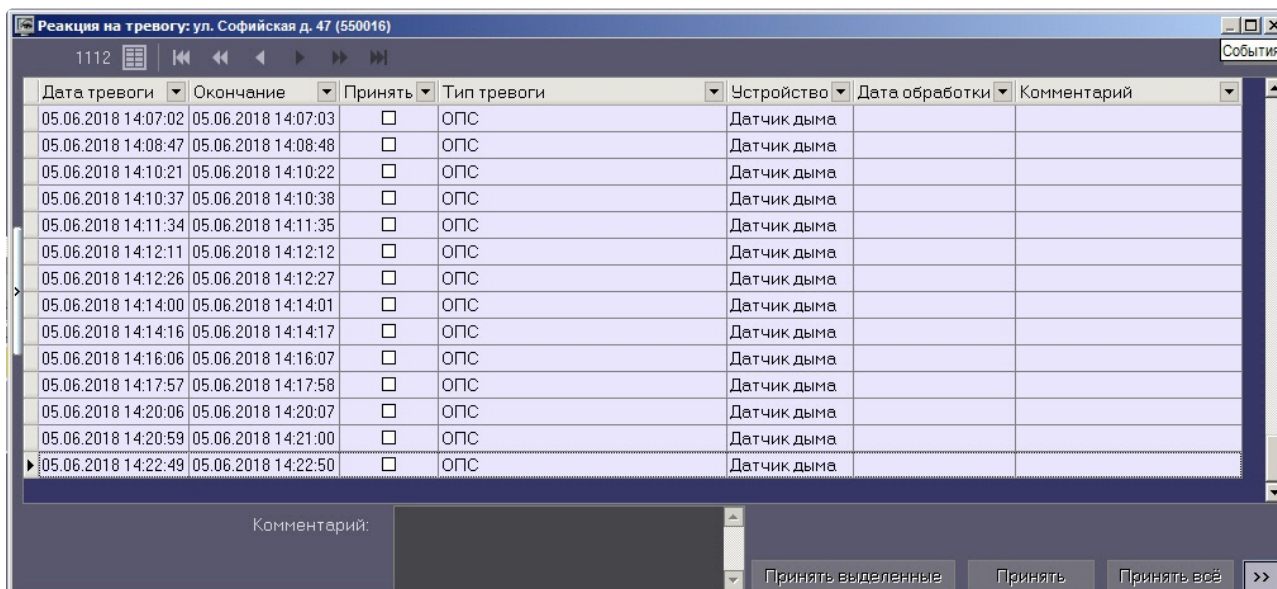 Реакция на тревогу: ул. Софийская д. 47 (550016)
События
1112
Дата тревоги Окончание Принять Тип тревоги Устройство Дата обработки Комментарий
05.06.2018 14:07:02 05.06.2018 14:07:03 ОПС Датчик дыма
05.06.2018 14:08:47 05.06.2018 14:08:48 ОПС Датчик дыма
05.06.2018 14:10:21 05.06.2018 14:10:22 ОПС Датчик дыма
05.06.2018 14:10:37 05.06.2018 14:10:38 ОПС Датчик дыма
05.06.2018 14:11:34 05.06.2018 14:11:35 ОПС Датчик дыма
05.06.2018 14:12:11 05.06.2018 14:12:12 ОПС Датчик дыма
05.06.2018 14:12:26 05.06.2018 14:12:27 ОПС Датчик дыма
05.06.2018 14:14:00 05.06.2018 14:14:01 ОПС Датчик дыма
05.06.2018 14:14:16 05.06.2018 14:14:17 ОПС Датчик дыма
05.06.2018 14:16:06 05.06.2018 14:16:07 ОПС Датчик дыма
05.06.2018 14:17:57 05.06.2018 14:17:58 ОПС Датчик дыма
05.06.2018 14:20:06 05.06.2018 14:20:07 ОПС Датчик дыма
05.06.2018 14:20:59 05.06.2018 14:21:00 ОПС Датчик дыма
05.06.2018 14:22:49 05.06.2018 14:22:50 ОПС Датчик дыма
Комментарий:
Принять выделенные Принять Принять всё >>